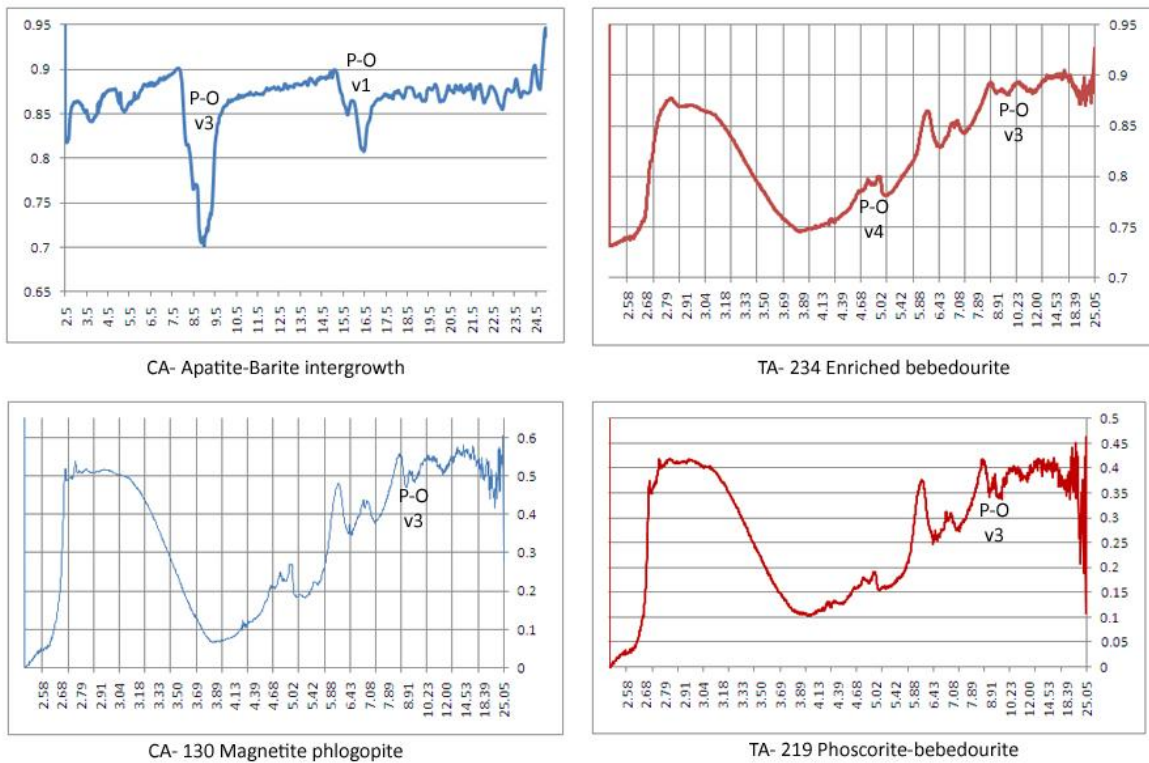 0.95
0.9
0.85
0.8
0.75
0.7
0.65
P-O
v3
P-O
v1
2.5 3.5 4.5 5.5 6.5 7.5 8.5 9.5 10.5 11.5 12.5 13.5 14.5 15.5 16.5 17.5 18.5 19.5 20.5 21.5 22.5 23.5 24.5
CA- Apatite-Barite intergrowth
0.95
0.9
0.85
0.8
0.75
0.7
P-O
v3
P-O
v4
2.58 2.68 2.79 2.91 3.04 3.18 3.33 3.50 3.69 3.89 4.13 4.39 4.68 5.02 5.42 5.88 6.43 7.08 7.89 8.91 10.23 12.00 14.53 18.39 25.05
TA- 234 Enriched bebedourite
0.6
0.5
0.4
0.3
0.2
0.1
0
P-O
v3
2.58 2.68 2.79 2.91 3.04 3.18 3.33 3.50 3.69 3.89 4.13 4.39 4.68 5.02 5.42 5.88 6.43 7.08 7.89 8.91 10.23 12.00 14.53 18.39 25.05
CA- 130 Magnetite phlogopite
0.5
0.45
0.4
0.35
0.3
0.25
0.2
0.15
0.1
0.05
0
P-O
v3
2.58 2.68 2.79 2.91 3.04 3.18 3.33 3.50 3.69 3.89 4.13 4.39 4.68 5.02 5.42 5.88 6.43 7.08 7.89 8.91 10.23 12.00 14.53 18.39 25.05
TA- 219 Phoscorite-bebedourite